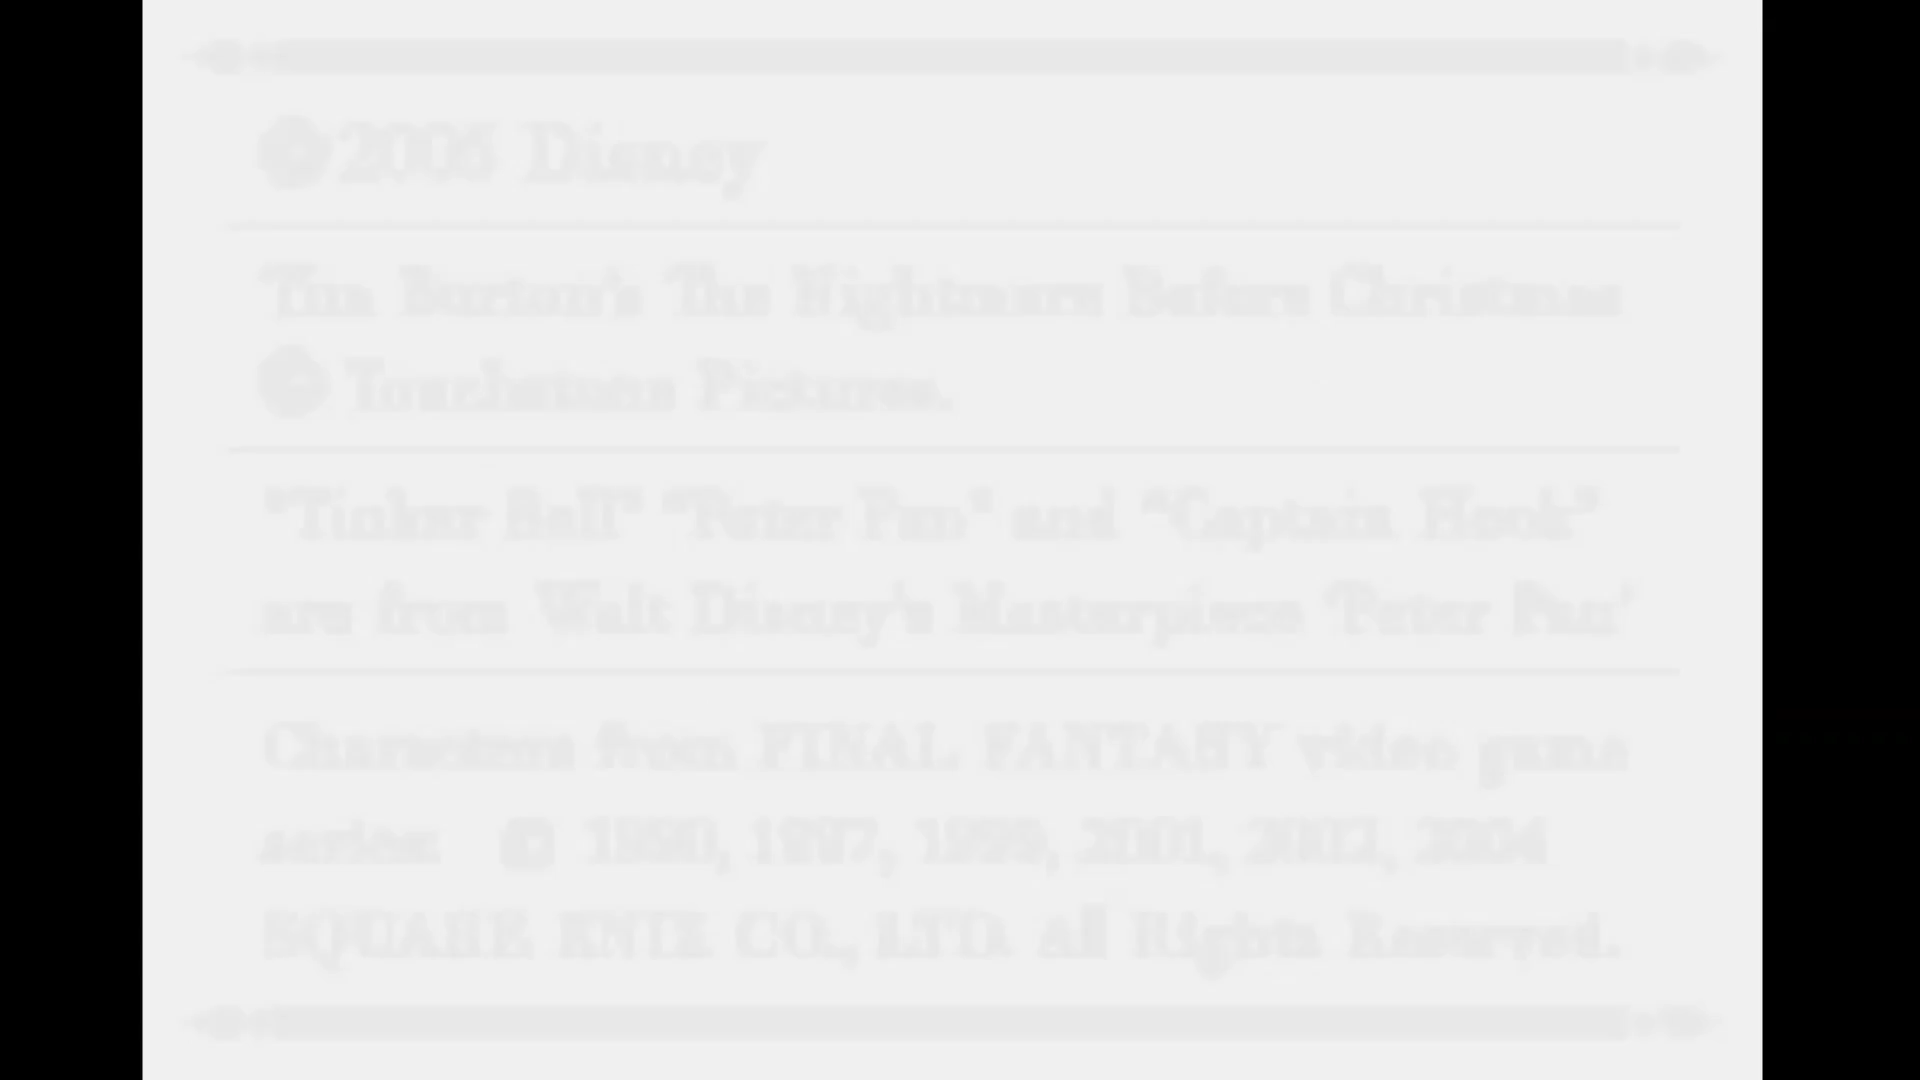 ©2005 Disney
Tim Burton's The Nightmare Before Christmas
© Touchstone Pictures.
"Tinker Bell" "Peter Pan" and "Captain Hook"
are from Walt Disney's Masterpiece 'Peter Pan'
Characters from FINAL FANTASY video game
series © 1990, 1997, 1999, 2001, 2002, 2004
SQUARE ENIX CO., LTD. All Rights Reserved.